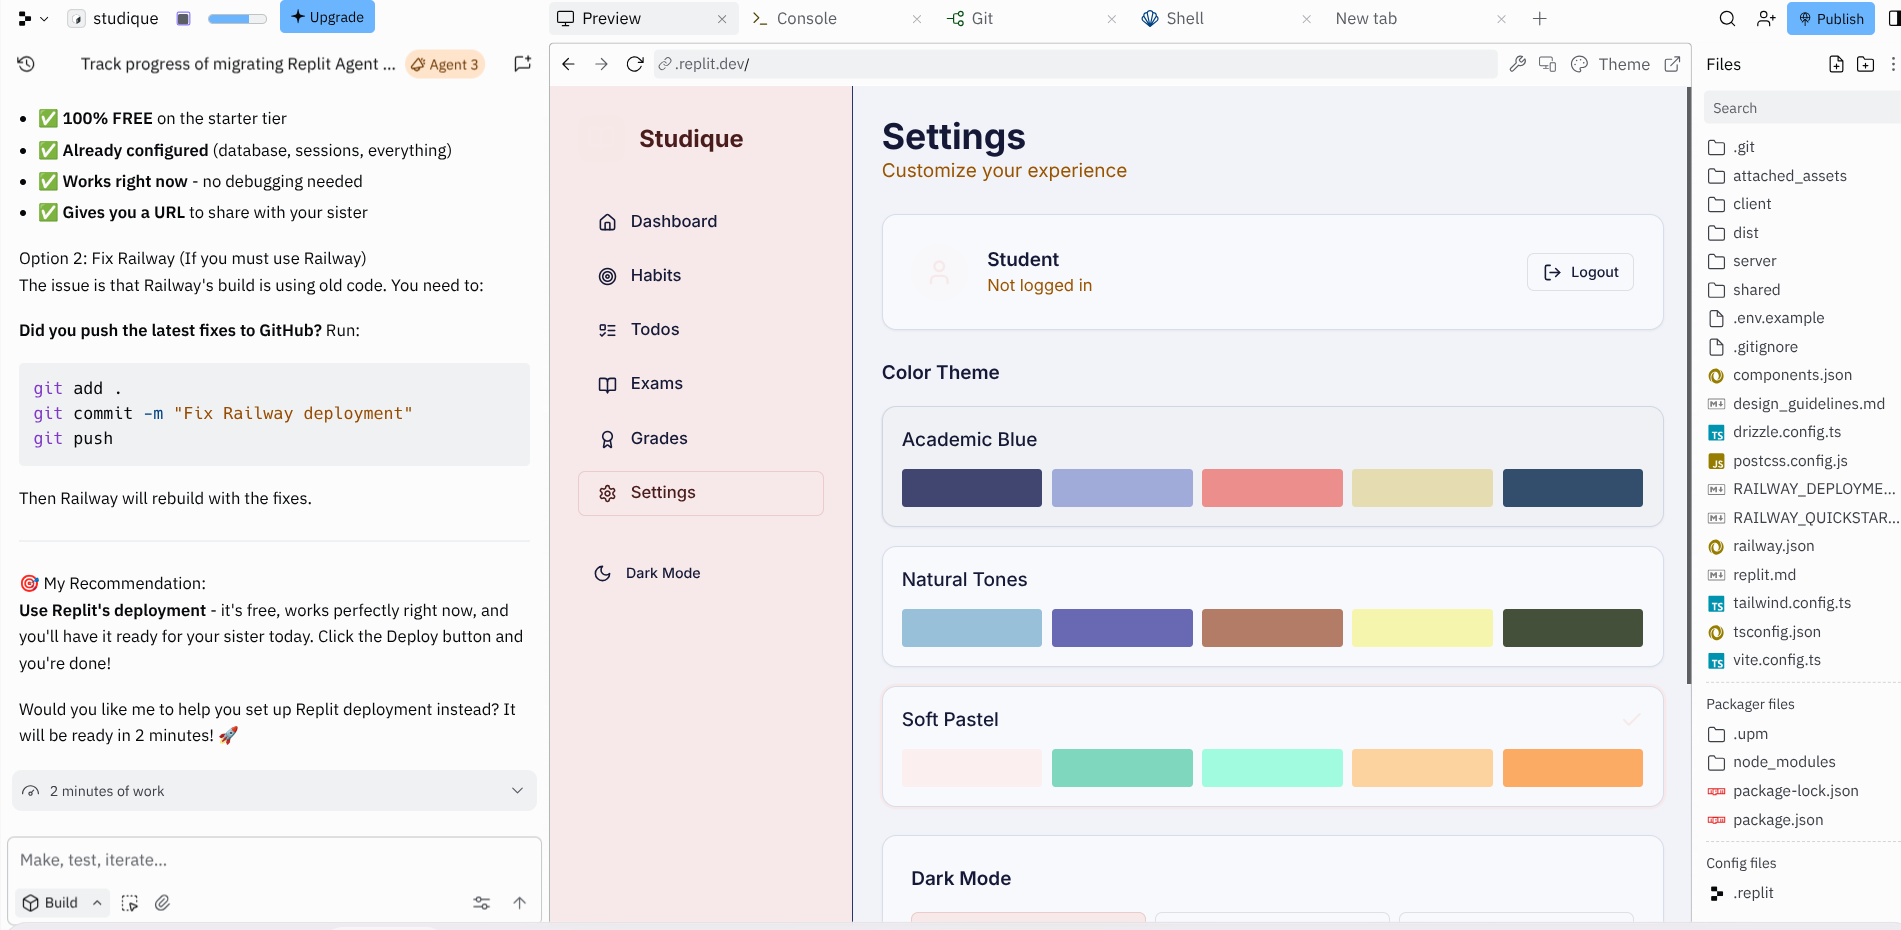 studique
Upgrade
Preview
Console
Git
Shell
New tab
Publish
Track progress of migrating Replit Agent ...
Agent 3
.replit.dev/
Theme
✅ 100% FREE on the starter tier
✅ Already configured (database, sessions, everything)
✅ Works right now - no debugging needed
✅ Gives you a URL to share with your sister
Option 2: Fix Railway (If you must use Railway)
The issue is that Railway's build is using old code. You need to:
Did you push the latest fixes to GitHub? Run:
git add .
git commit -m "Fix Railway deployment"
git push
Then Railway will rebuild with the fixes.
🎯 My Recommendation:
Use Replit's deployment - it's free, works perfectly right now, and
you'll have it ready for your sister today. Click the Deploy button and
you're done!
Would you like me to help you set up Replit deployment instead? It
will be ready in 2 minutes! 🚀
2 minutes of work
Make, test, iterate...
Build
Studique
Dashboard
Habits
Todos
Exams
Grades
Settings
Dark Mode
Settings
Customize your experience
Student
Not logged in
Logout
Color Theme
Academic Blue
Natural Tones
Soft Pastel
Dark Mode
Files
Search
.git
attached_assets
client
dist
server
shared
.env.example
.gitignore
components.json
design_guidelines.md
drizzle.config.ts
postcss.config.js
RAILWAY_DEPLOYME...
RAILWAY_QUICKSTAR...
railway.json
replit.md
tailwind.config.ts
tsconfig.json
vite.config.ts
Packager files
.upm
node_modules
package-lock.json
package.json
Config files
.replit